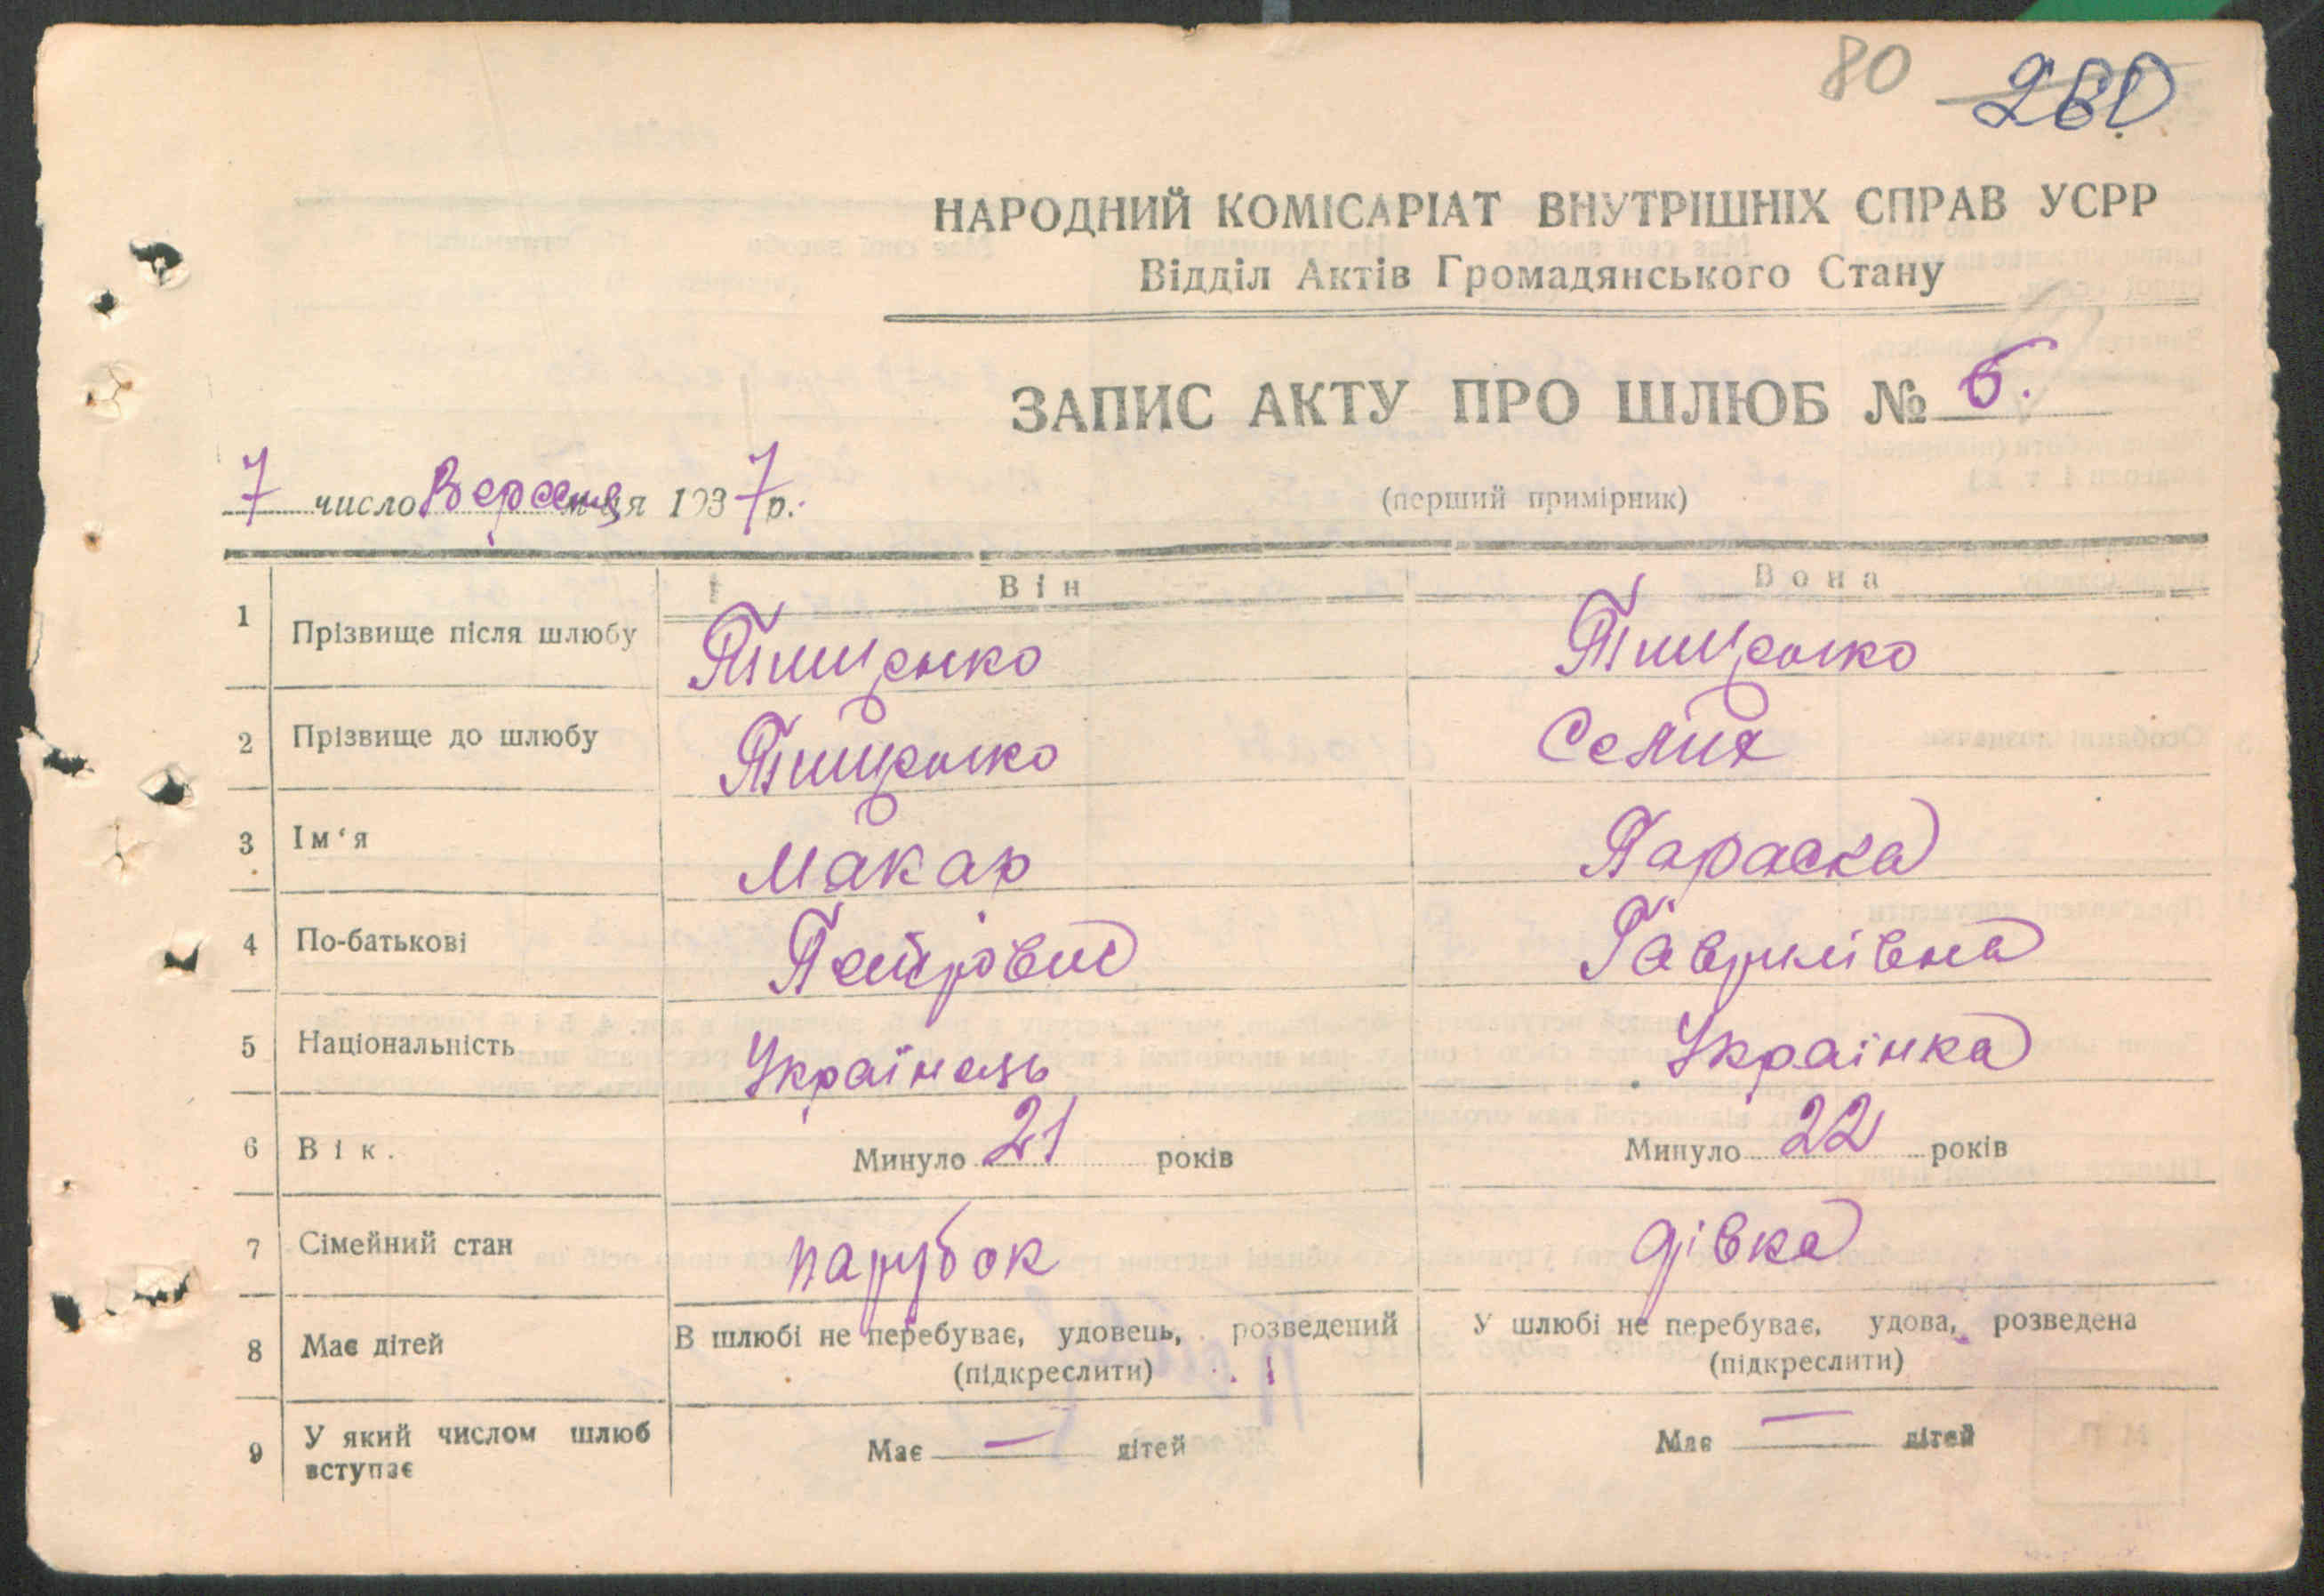 80 280
НАРОДНИЙ КОМІСАРІАТ ВНУТРІШНІХ СПРАВ УСРР
Відділ Актів Громадянського Стану
ЗАПИС АКТУ ПРО ШЛЮБ № 6.
7 число Вересня м-ця 1937 р.
(перший примірник)
Він Вона
1 Прізвище після шлюбу Тищенко Тищенко
2 Прізвище до шлюбу Тищенко Селих
3 Ім‘я Макар Параска
4 По-батькові Петрович Гаврилівна
5 Національність Українець Українка
6 Вік. Минуло 21 років Минуло 22 років
7 Сімейний стан парубок дівка
8 Має дітей В шлюбі не перебуває, удовець, розведений У шлюбі не перебуває, удова, розведена
(підкреслити) (підкреслити)
9 У який числом шлюб вступає Має — дітей Має — дітей